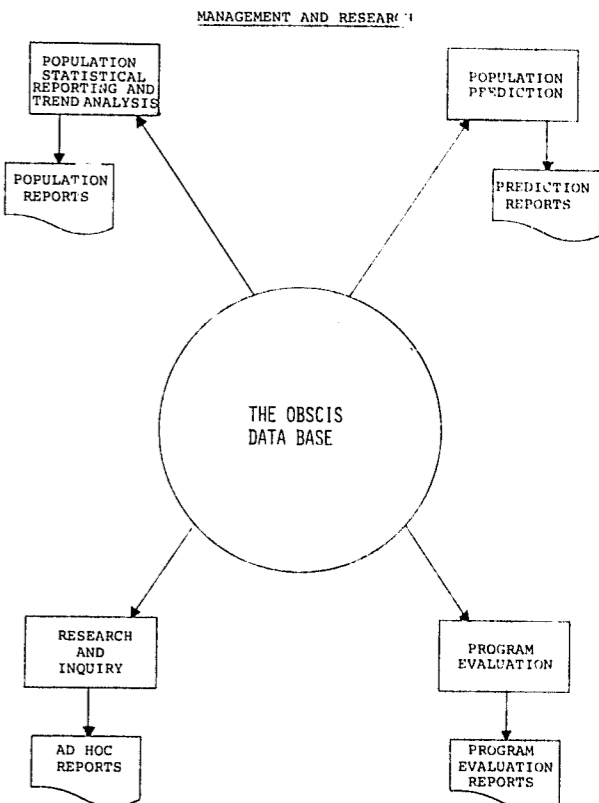 MANAGEMENT AND RESEARCH
POPULATION
STATISTICAL
REPORTING AND
TREND ANALYSIS
POPULATION
PREDICTION
POPULATION
REPORTS
PREDICTION
REPORTS
THE OBSCIS
DATA BASE
RESEARCH
AND
INQUIRY
PROGRAM
EVALUATION
AD HOC
REPORTS
PROGRAM
EVALUATION
REPORTS